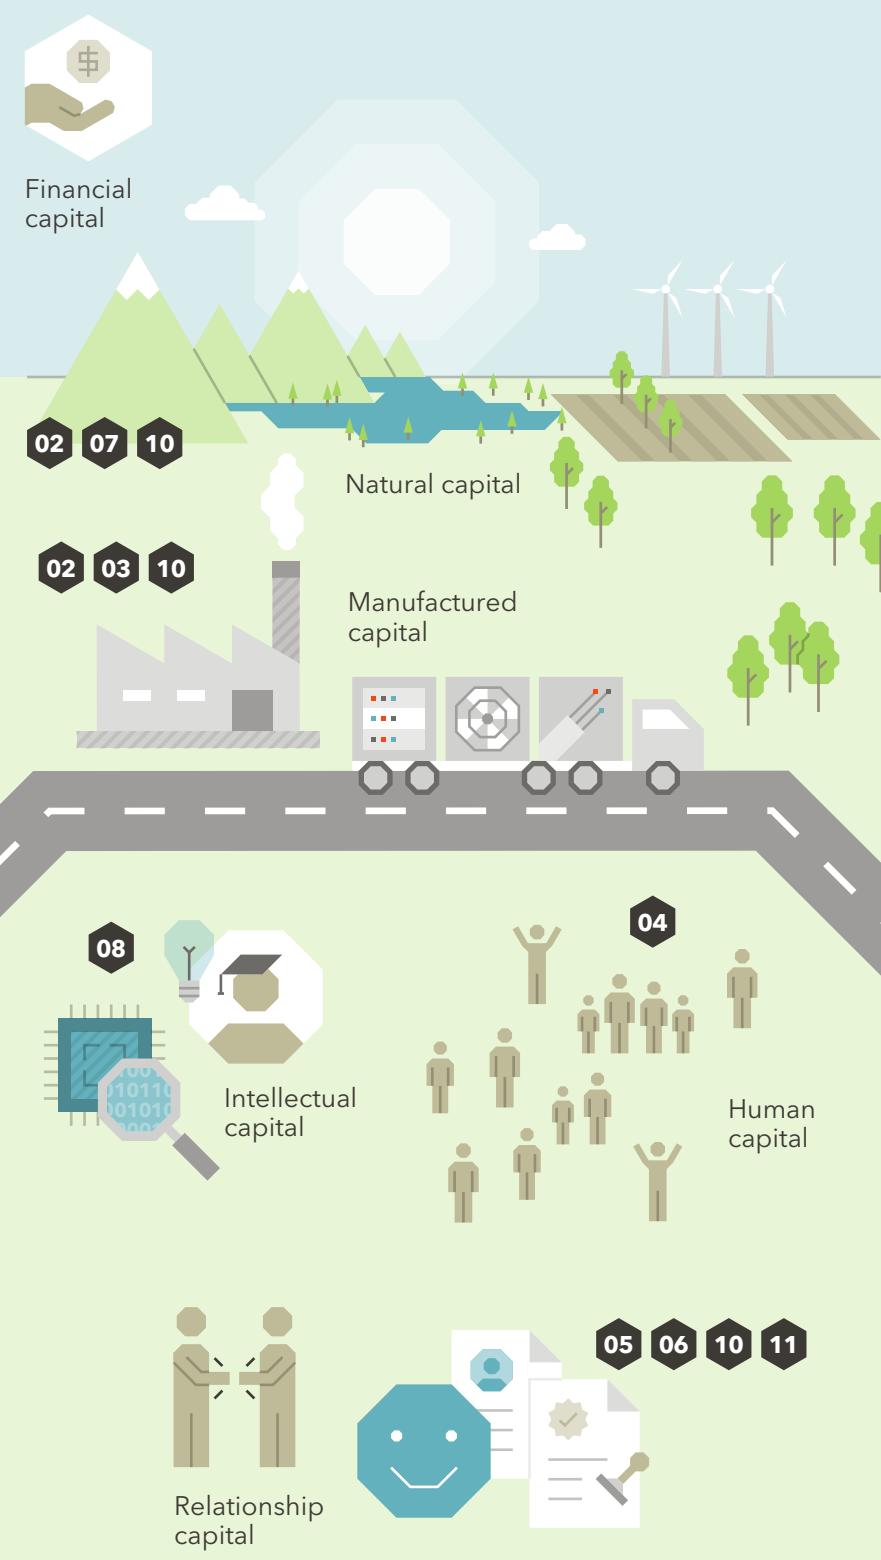 $
Financial
capital
02 07 10
Natural capital
02 03 10
Manufactured
capital
08
04
Intellectual
capital
Human
capital
05 06 10 11
Relationship
capital